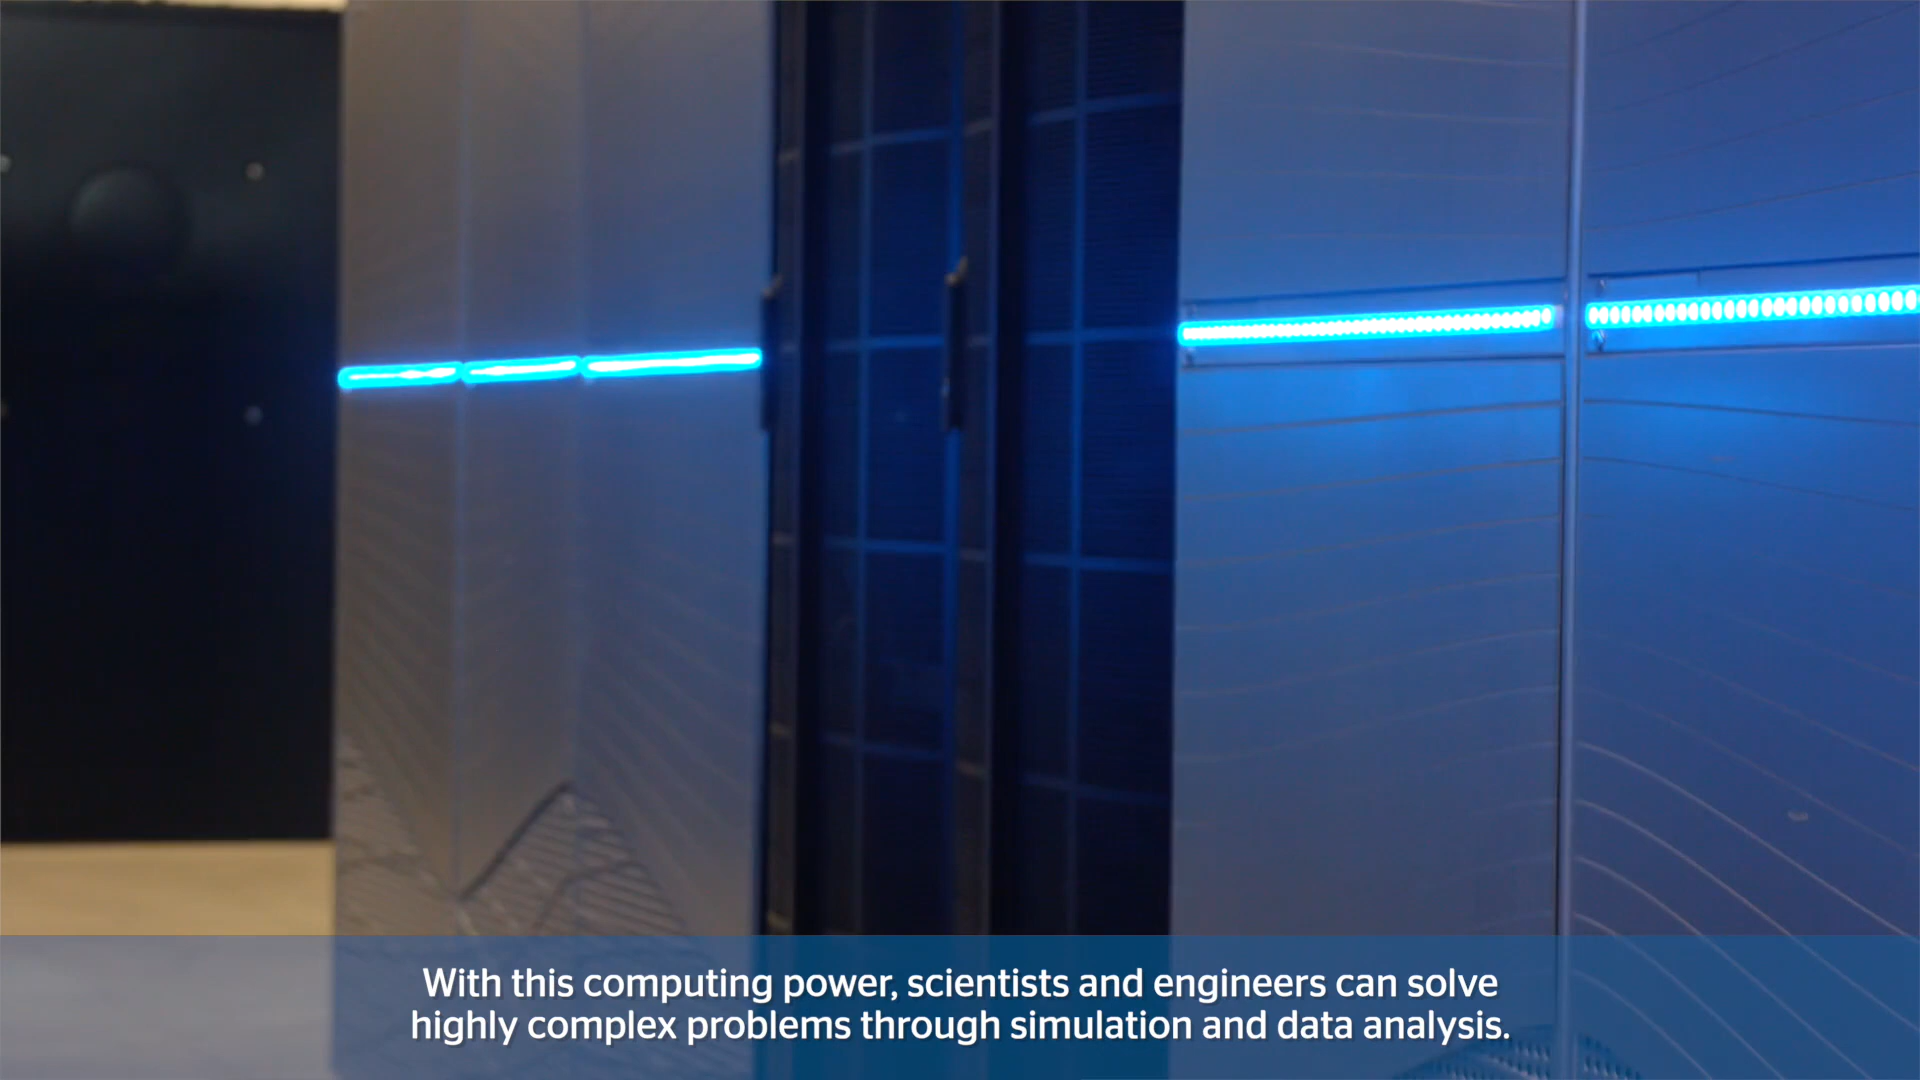 With this computing power, scientists and engineers can solve
highly complex problems through simulation and data analysis.